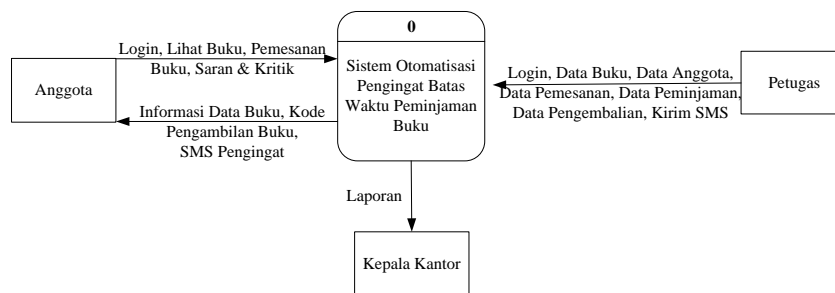 0
Login, Lihat Buku, Pemesanan
Buku, Saran & Kritik
Anggota
Informasi Data Buku, Kode
Pengambilan Buku,
SMS Pengingat
Sistem Otomatisasi
Pengingat Batas
Waktu Peminjaman
Buku
Login, Data Buku, Data Anggota,
Data Pemesanan, Data Peminjaman,
Data Pengembalian, Kirim SMS
Petugas
Laporan
Kepala Kantor